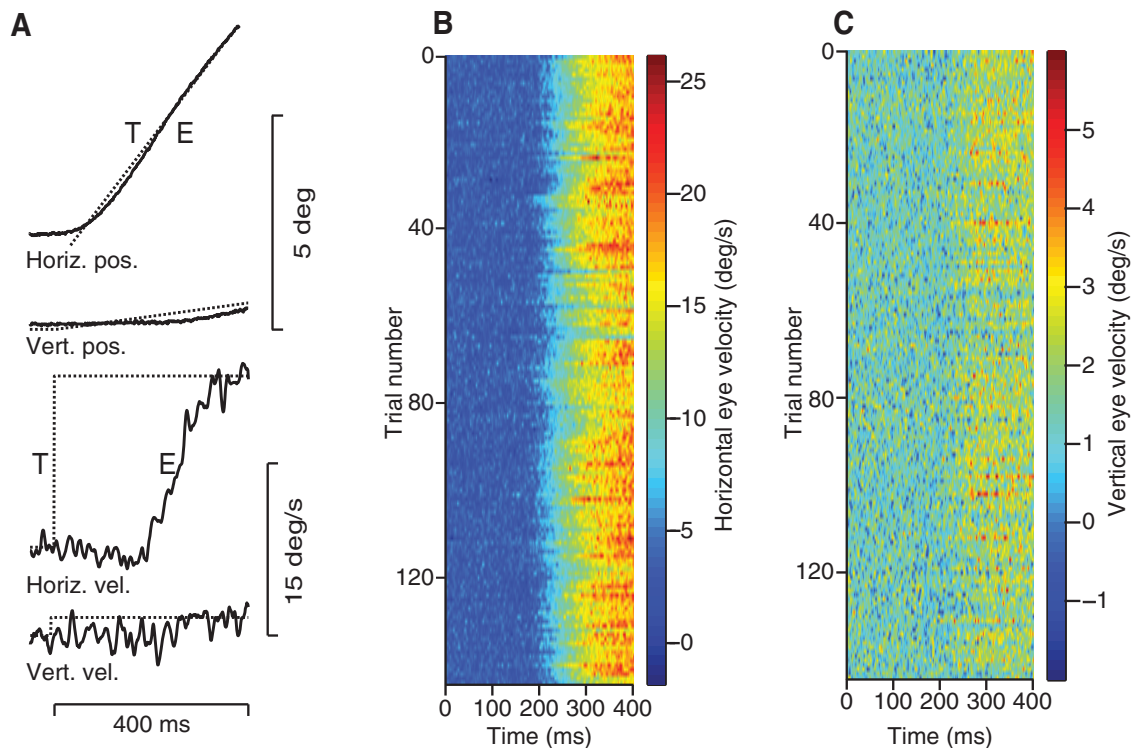 A
T E
5 deg
Horiz. pos.
Vert. pos.
T E
15 deg/s
Horiz. vel.
Vert. vel.
400 ms
B
0
40
80
120
Trial number
0 100 200 300 400
Time (ms)
25
20
15
10
5
0
Horizontal eye velocity (deg/s)
C
0
40
80
120
Trial number
0 100 200 300 400
Time (ms)
5
4
3
2
1
0
−1
Vertical eye velocity (deg/s)